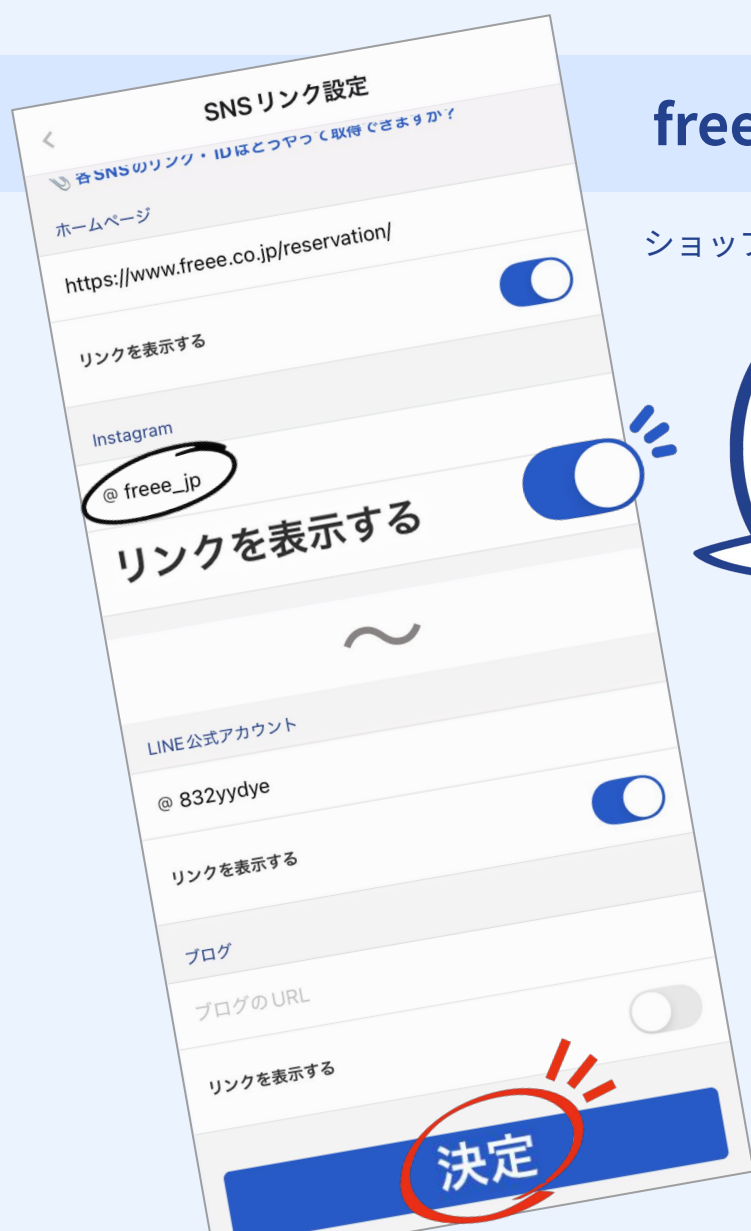 SNSリンク設定
各SNSのリンク・IDはどうやって取得できますか？
ホームページ
https://www.freee.co.jp/reservation/
リンクを表示する
Instagram
@ freee_jp
リンクを表示する
〜
LINE公式アカウント
@ 832yydye
リンクを表示する
ブログ
ブログのURL
リンクを表示する
決定
free
ショップ